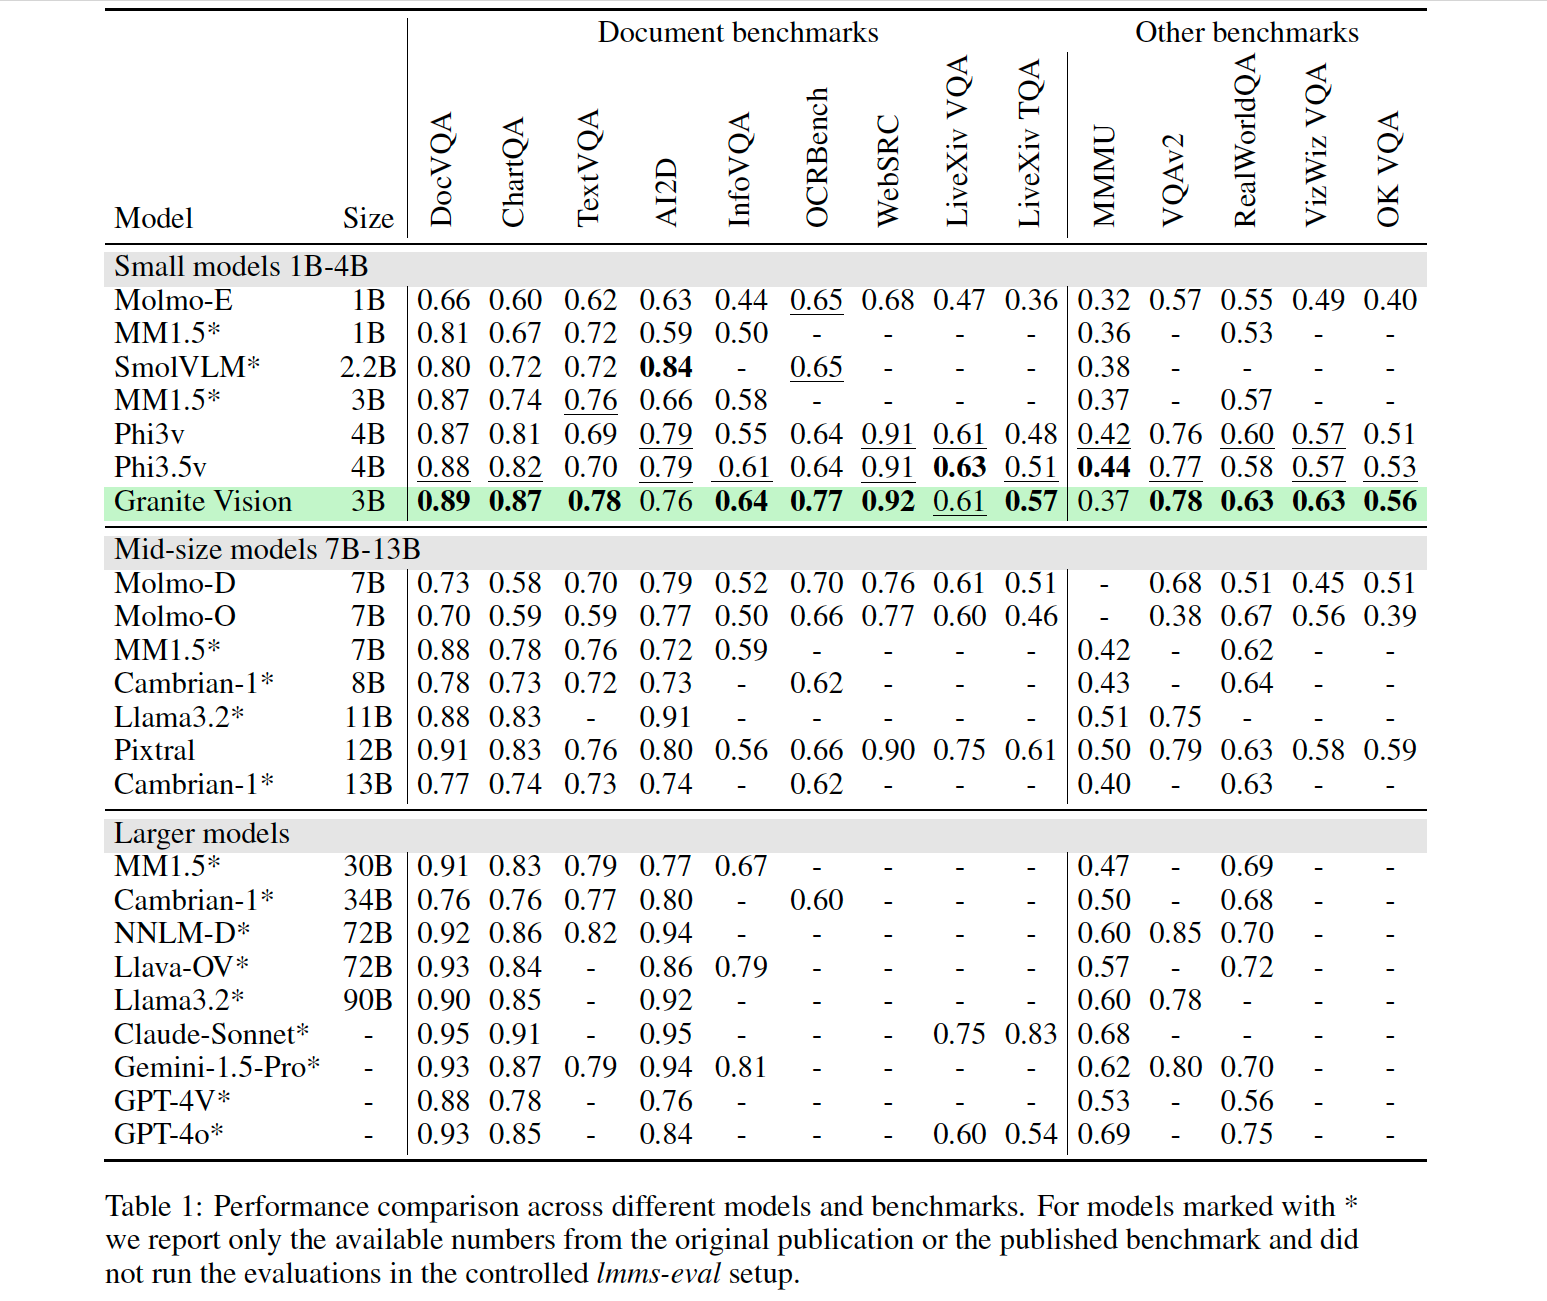 Document benchmarks Other benchmarks
Model Size DocVQA ChartQA TextVQA AI2D InfoVQA OCRBench WebSRC LiveXiv VQA LiveXiv TQA MMMU VQAv2 RealWorldQA VizWiz VQA OK VQA
Small models 1B-4B
Molmo-E 1B 0.66 0.60 0.62 0.63 0.44 0.65 0.68 0.47 0.36 0.32 0.57 0.55 0.49 0.40
MM1.5* 1B 0.81 0.67 0.72 0.59 0.50 - - - - 0.36 - 0.53 - -
SmolVLM* 2.2B 0.80 0.72 0.72 0.84 - 0.65 - - - 0.38 - - - -
MM1.5* 3B 0.87 0.74 0.76 0.66 0.58 - - - - 0.37 - 0.57 - -
Phi3v 4B 0.87 0.81 0.69 0.79 0.55 0.64 0.91 0.61 0.48 0.42 0.76 0.60 0.57 0.51
Phi3.5v 4B 0.88 0.82 0.70 0.79 0.61 0.64 0.91 0.63 0.51 0.44 0.77 0.58 0.57 0.53
Granite Vision 3B 0.89 0.87 0.78 0.76 0.64 0.77 0.92 0.61 0.57 0.37 0.78 0.63 0.63 0.56
Mid-size models 7B-13B
Molmo-D 7B 0.73 0.58 0.70 0.79 0.52 0.70 0.76 0.61 0.51 - 0.68 0.51 0.45 0.51
Molmo-O 7B 0.70 0.59 0.59 0.77 0.50 0.66 0.77 0.60 0.46 - 0.38 0.67 0.56 0.39
MM1.5* 7B 0.88 0.78 0.76 0.72 0.59 - - - - 0.42 - 0.62 - -
Cambrian-1* 8B 0.78 0.73 0.72 0.73 - 0.62 - - - 0.43 - 0.64 - -
Llama3.2* 11B 0.88 0.83 - 0.91 - - - - - 0.51 0.75 - - -
Pixtral 12B 0.91 0.83 0.76 0.80 0.56 0.66 0.90 0.75 0.61 0.50 0.79 0.63 0.58 0.59
Cambrian-1* 13B 0.77 0.74 0.73 0.74 - 0.62 - - - 0.40 - 0.63 - -
Larger models
MM1.5* 30B 0.91 0.83 0.79 0.77 0.67 - - - - 0.47 - 0.69 - -
Cambrian-1* 34B 0.76 0.76 0.77 0.80 - 0.60 - - - 0.50 - 0.68 - -
NNLM-D* 72B 0.92 0.86 0.82 0.94 - - - - - 0.60 0.85 0.70 - -
Llava-OV* 72B 0.93 0.84 - 0.86 0.79 - - - - 0.57 - 0.72 - -
Llama3.2* 90B 0.90 0.85 - 0.92 - - - - - 0.60 0.78 - - -
Claude-Sonnet* - 0.95 0.91 - 0.95 - - - 0.75 0.83 0.68 - - - -
Gemini-1.5-Pro* - 0.93 0.87 0.79 0.94 0.81 - - - - 0.62 0.80 0.70 - -
GPT-4V* - 0.88 0.78 - 0.76 - - - - - 0.53 - 0.56 - -
GPT-4o* - 0.93 0.85 - 0.84 - - - 0.60 0.54 0.69 - 0.75 - -
Table 1: Performance comparison across different models and benchmarks. For models marked with *
we report only the available numbers from the original publication or the published benchmark and did
not run the evaluations in the controlled lmms-eval setup.